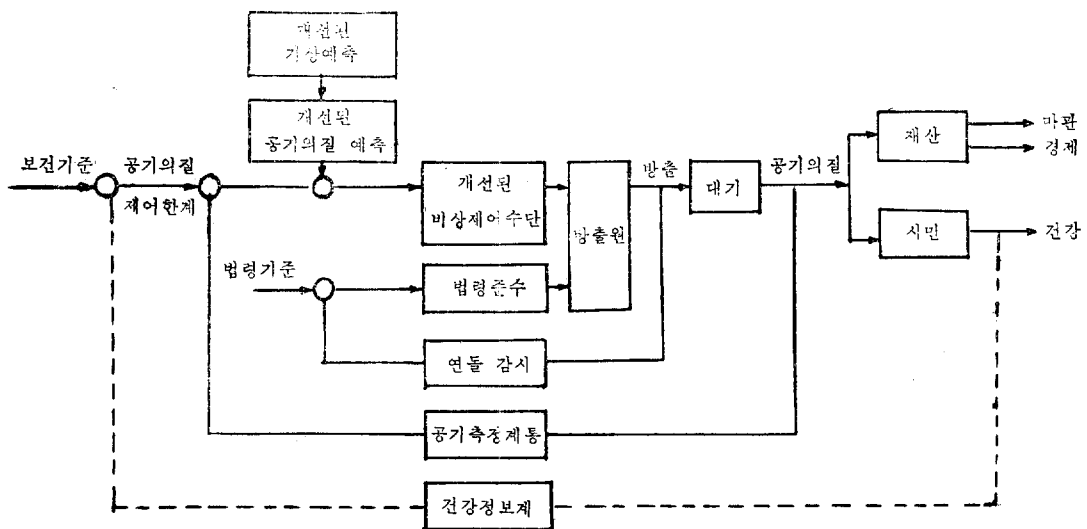 개선된
기상예측
개선된
공기의질 예측
보건기준
공기의질
제어한계
개선된
비상제어수단
방출원
방출
대기
공기의질
재산
미관
경제
시민
건강
법령기준
법령준수
연돌 감시
공기측정계통
건강정보계